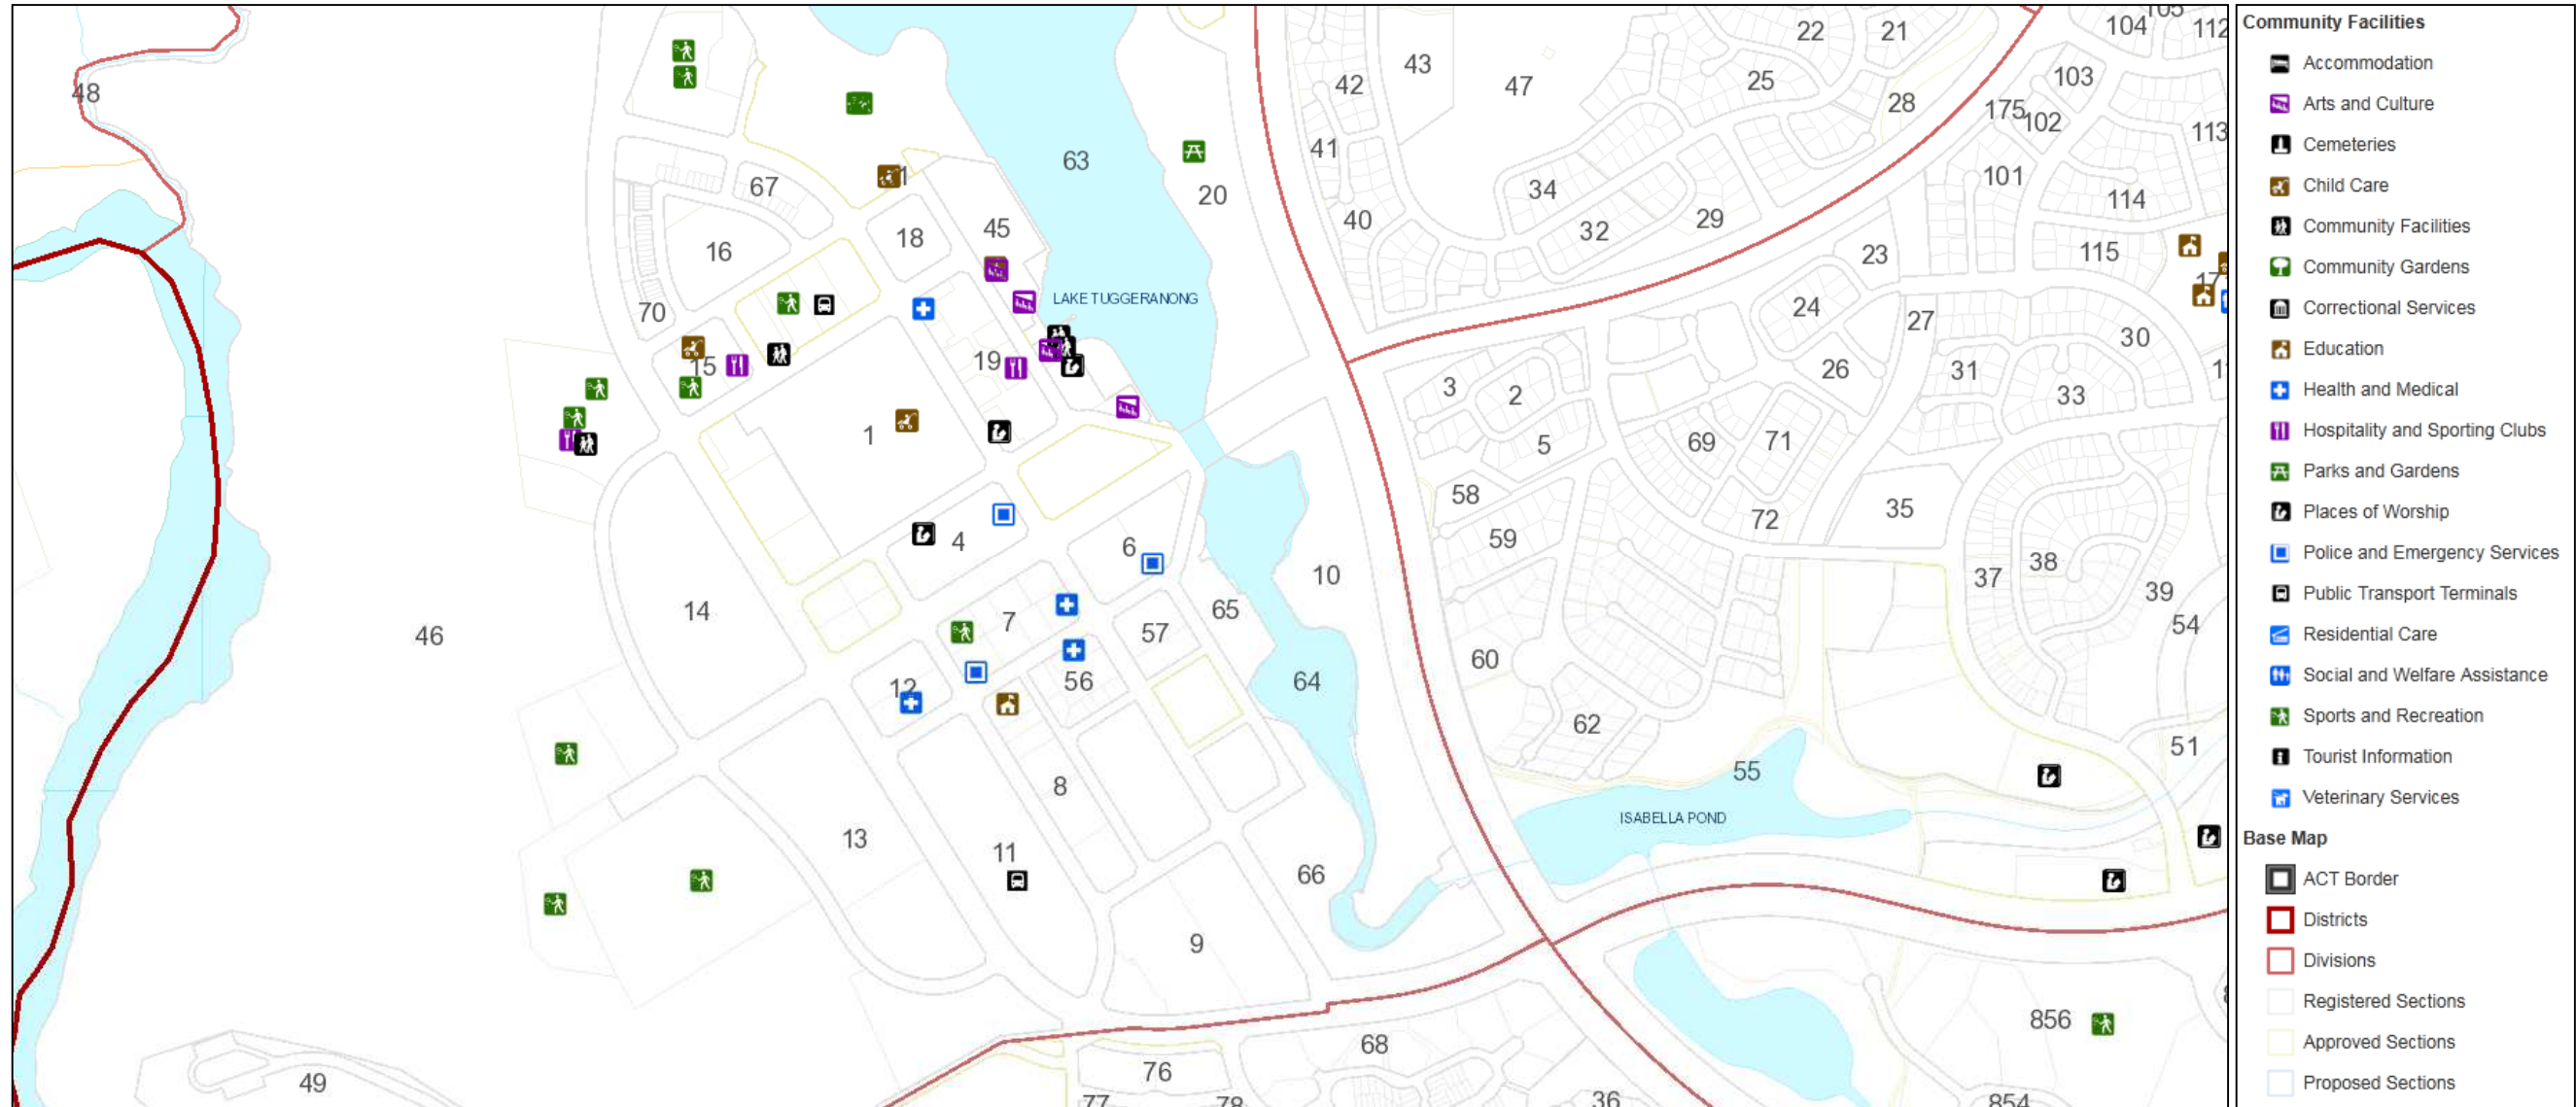 48
43
42
41
40
47
22
21
25
28
34
32
29
104
105
112
103
175
102
113
101
114
115
23
24
27
30
26
31
33
63
20
67
1
18
45
16
LAKE TUGGERANONG
70
15
19
1
3
2
5
69
71
58
59
72
35
37
38
39
54
4
6
10
14
46
7
57
65
60
12
56
64
62
51
55
8
ISABELLA POND
13
11
66
9
856
68
49
76
77
78
36
854
Community Facilities
Accommodation
Arts and Culture
Cemeteries
Child Care
Community Facilities
Community Gardens
Correctional Services
Education
Health and Medical
Hospitality and Sporting Clubs
Parks and Gardens
Places of Worship
Police and Emergency Services
Public Transport Terminals
Residential Care
Social and Welfare Assistance
Sports and Recreation
Tourist Information
Veterinary Services
Base Map
ACT Border
Districts
Divisions
Registered Sections
Approved Sections
Proposed Sections